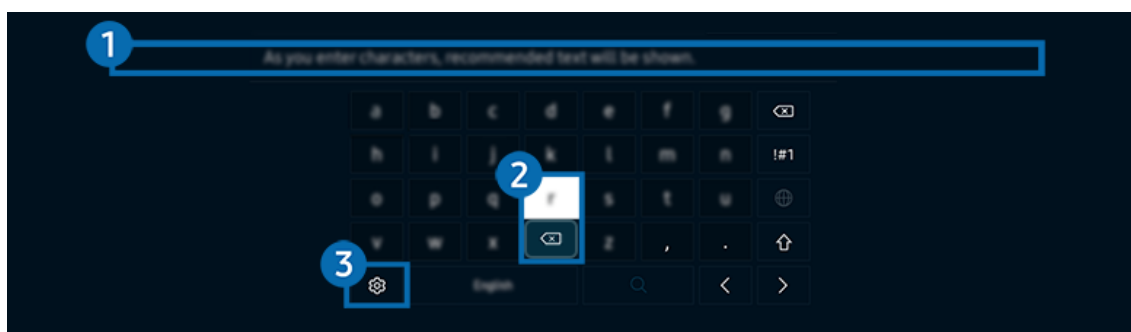 1
As you enter characters, recommended text will be shown.
a b c d e f g
h i j k l m n !#1
2
o p q r s t u
v w x z , .
3
English